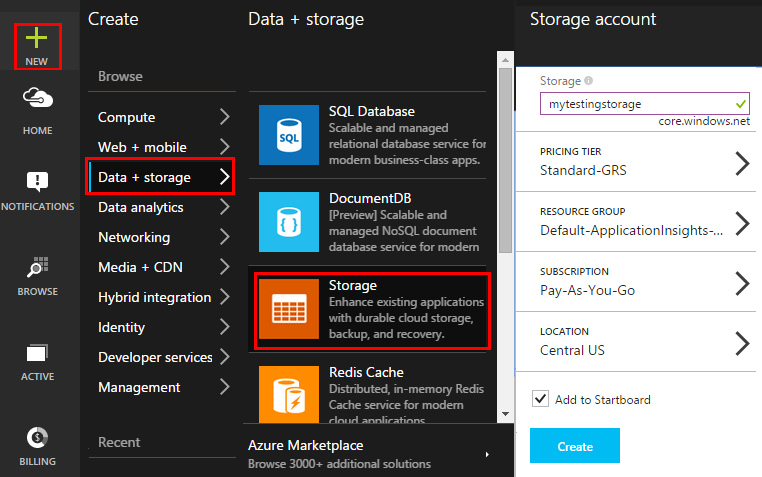 NEW
HOME
NOTIFICATIONS
BROWSE
ACTIVE
BILLING
Create
Browse
Compute
Web + mobile
Data + storage
Data analytics
Networking
Media + CDN
Hybrid integration
Identity
Developer services
Management
Recent
Data + storage
SQL
SQL Database
Scalable and managed
relational database service for
modern business-class apps.
DocumentDB
[Preview] Scalable and
managed NoSQL document
database service for modern
Storage
Enhance existing applications
with durable cloud storage,
backup, and recovery.
Redis Cache
Distributed, in-memory Redis
Cache service for modern
cloud applications.
Azure Marketplace
Browse 3000+ additional solutions
Storage account
Storage
mytestingstorage
core.windows.net
PRICING TIER
Standard-GRS
RESOURCE GROUP
Default-ApplicationInsights-...
SUBSCRIPTION
Pay-As-You-Go
LOCATION
Central US
Add to Startboard
Create